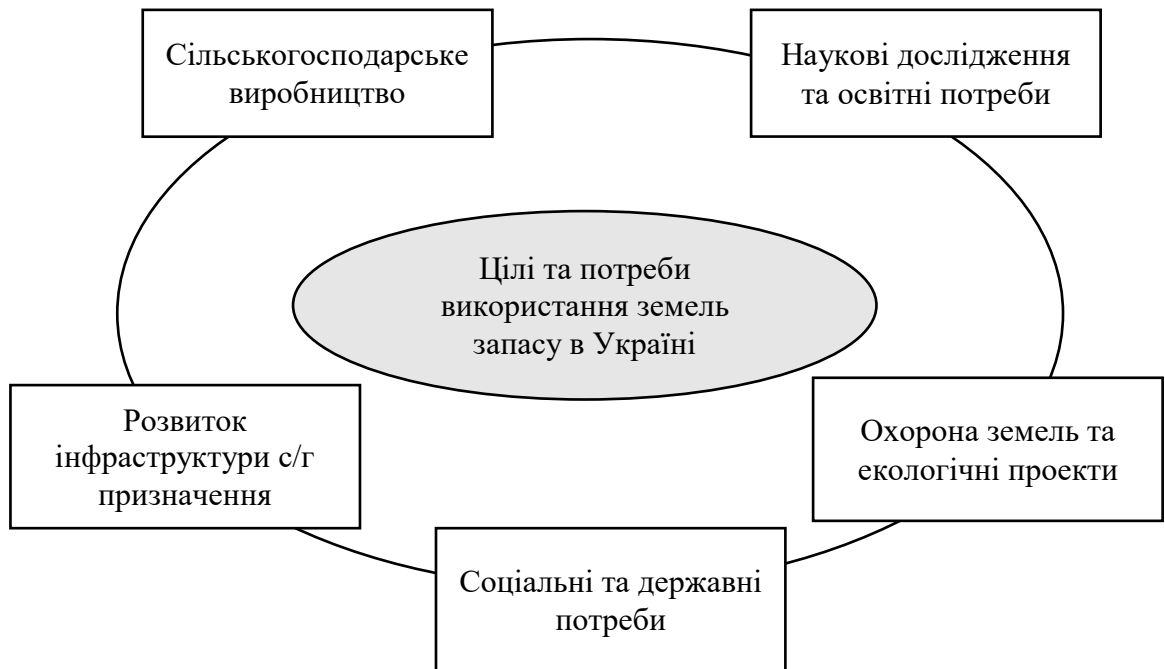 Сільськогосподарське
виробництво
Наукові дослідження
та освітні потреби
Цілі та потреби
використання земель
запасу в Україні
Розвиток
інфраструктури с/г
призначення
Охорона земель та
екологічні проекти
Соціальні та державні
потреби